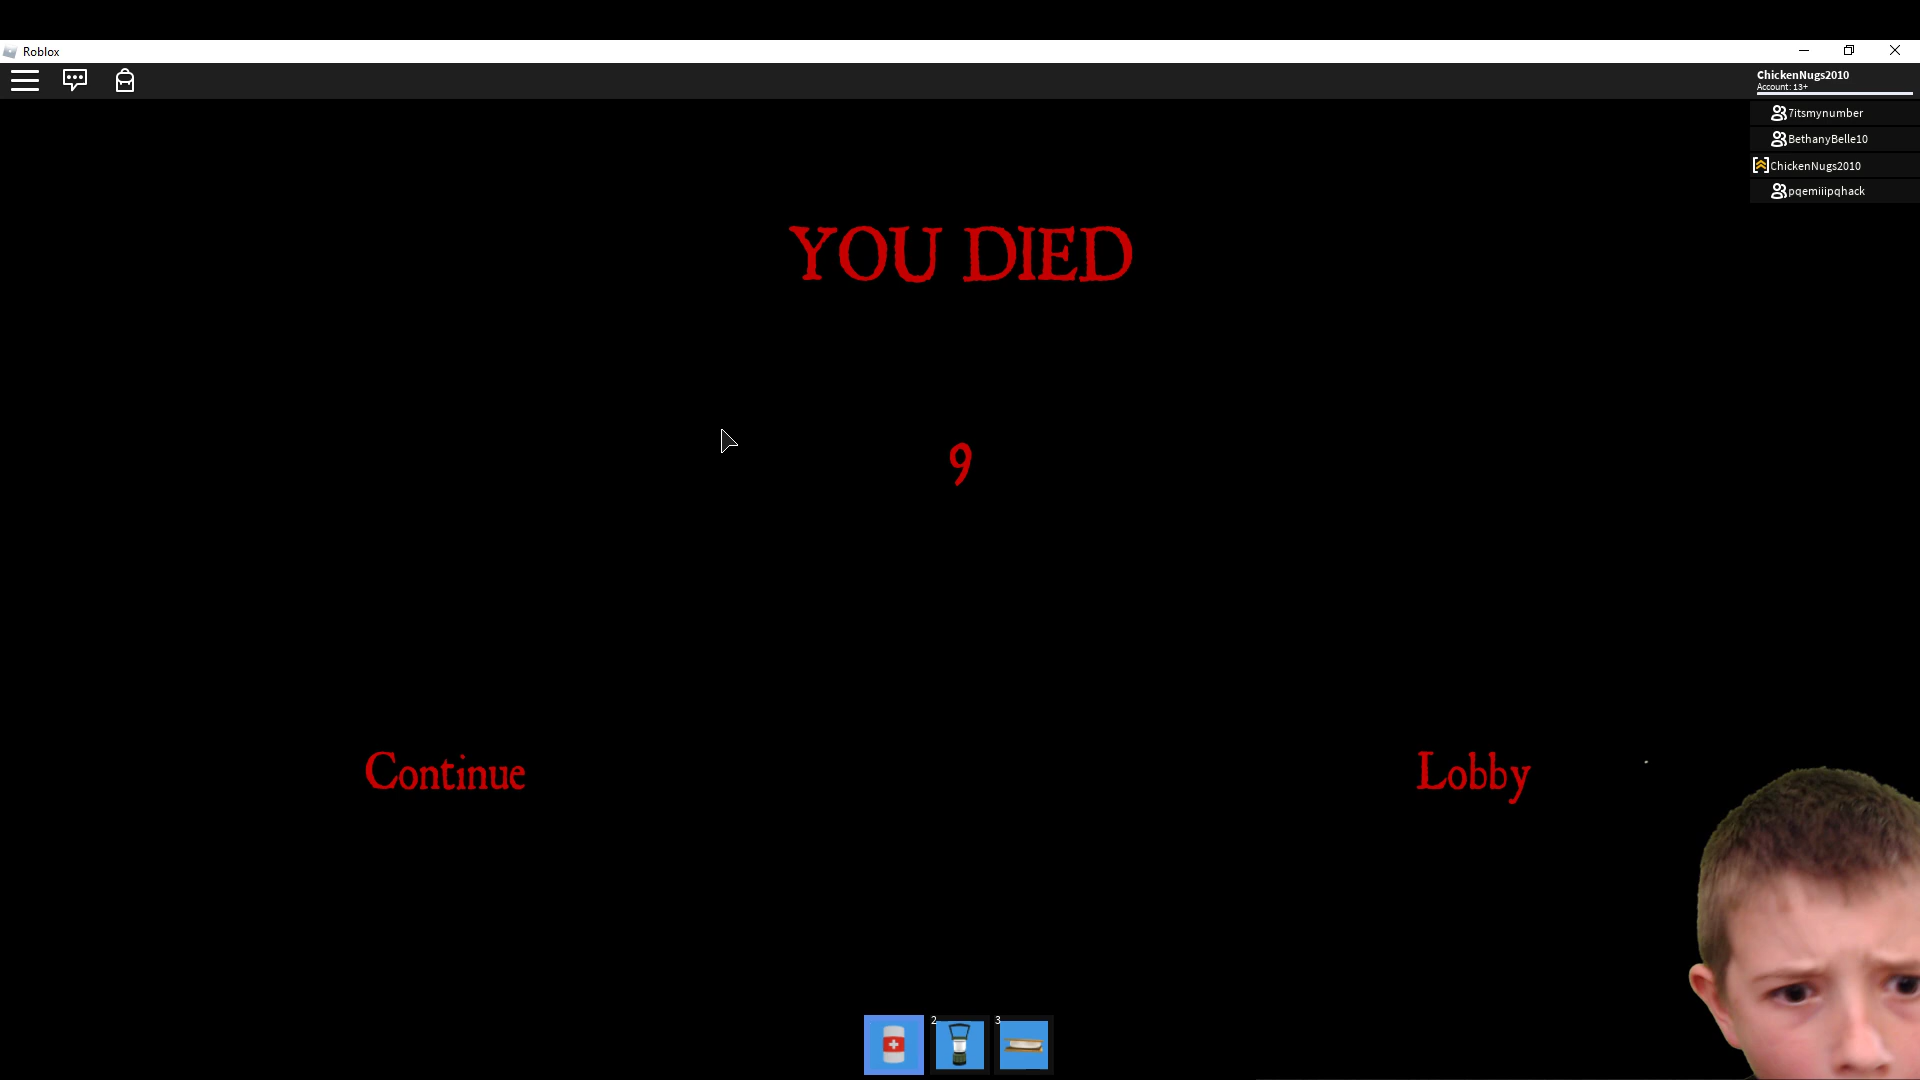 Roblox
ChickenNugs2010
Account: 13+
7itsmynumber
BethanyBelle10
ChickenNugs2010
pqemiiipqhack
YOU DIED
9
Continue
Lobby
2
3